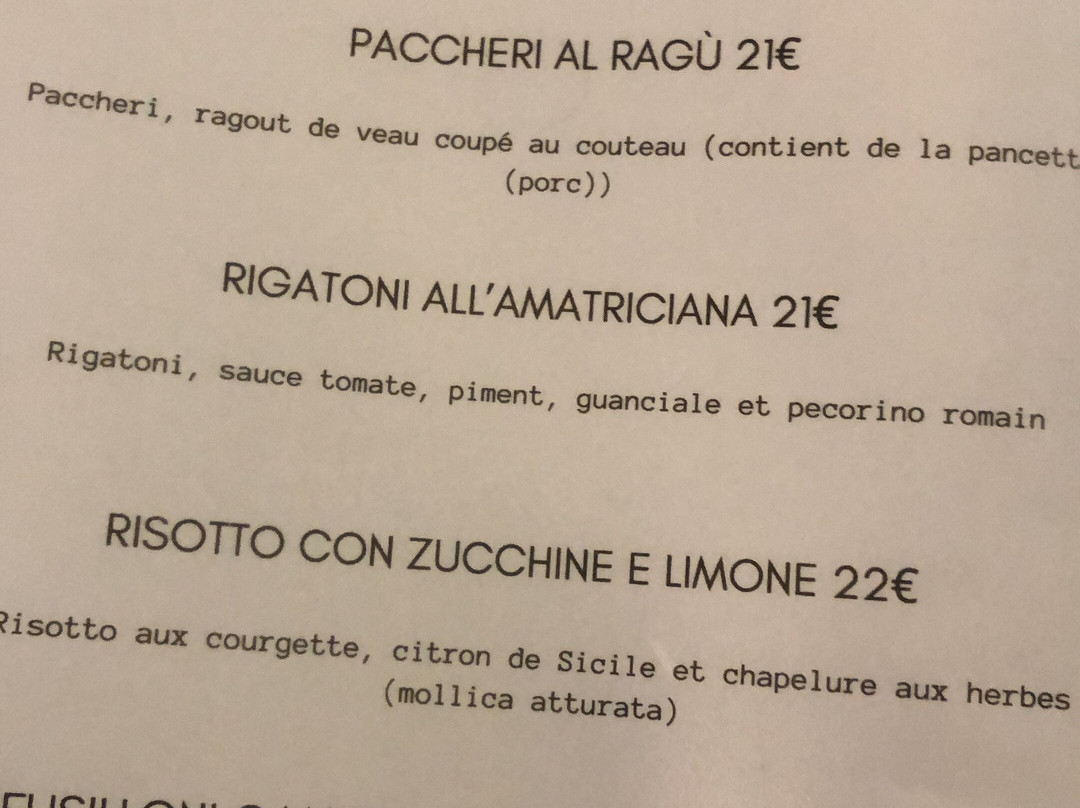 PACCHERI AL RAGÙ 21€
Paccheri, ragout de veau coupé au couteau (contient de la pancett
(porc))
RIGATONI ALL'AMATRICIANA 21€
Rigatoni, sauce tomate, piment, guanciale et pecorino romain
RISOTTO CON ZUCCHINE E LIMONE 22€
Risotto aux courgette, citron de Sicile et chapelure aux herbes
(mollica atturata)